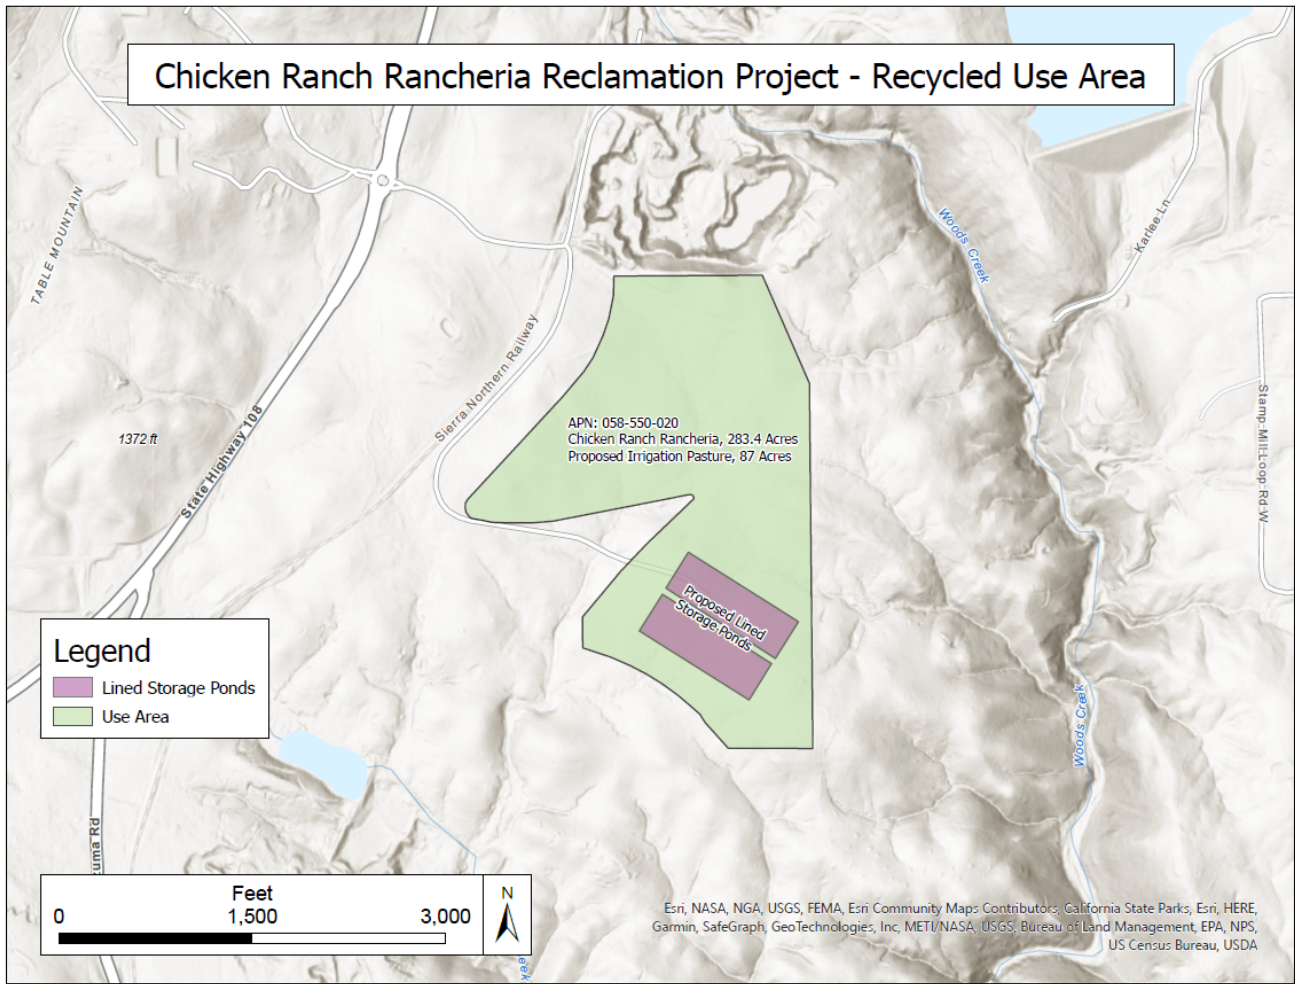 Chicken Ranch Rancheria Reclamation Project - Recycled Use Area
TABLE MOUNTAIN
Woods Creek
Karlee Ln
Sierra Northern Railway
1372 ft
State Highway 108
APN: 058-550-020
Chicken Ranch Rancheria, 283.4 Acres
Proposed Irrigation Pasture, 87 Acres
Stamp-Mill-Loop-Rd-W
Proposed Lined
Storage Ponds
Legend
Lined Storage Ponds
Use Area
Woods Creek
Rd
Feet
0 1,500 3,000
N
Esri, NASA, NGA, USGS, FEMA, Esri Community Maps Contributors, California State Parks, Esri, HERE,
Garmin, SafeGraph, GeoTechnologies, Inc, METI/NASA, USGS, Bureau of Land Management, EPA, NPS,
US Census Bureau, USDA